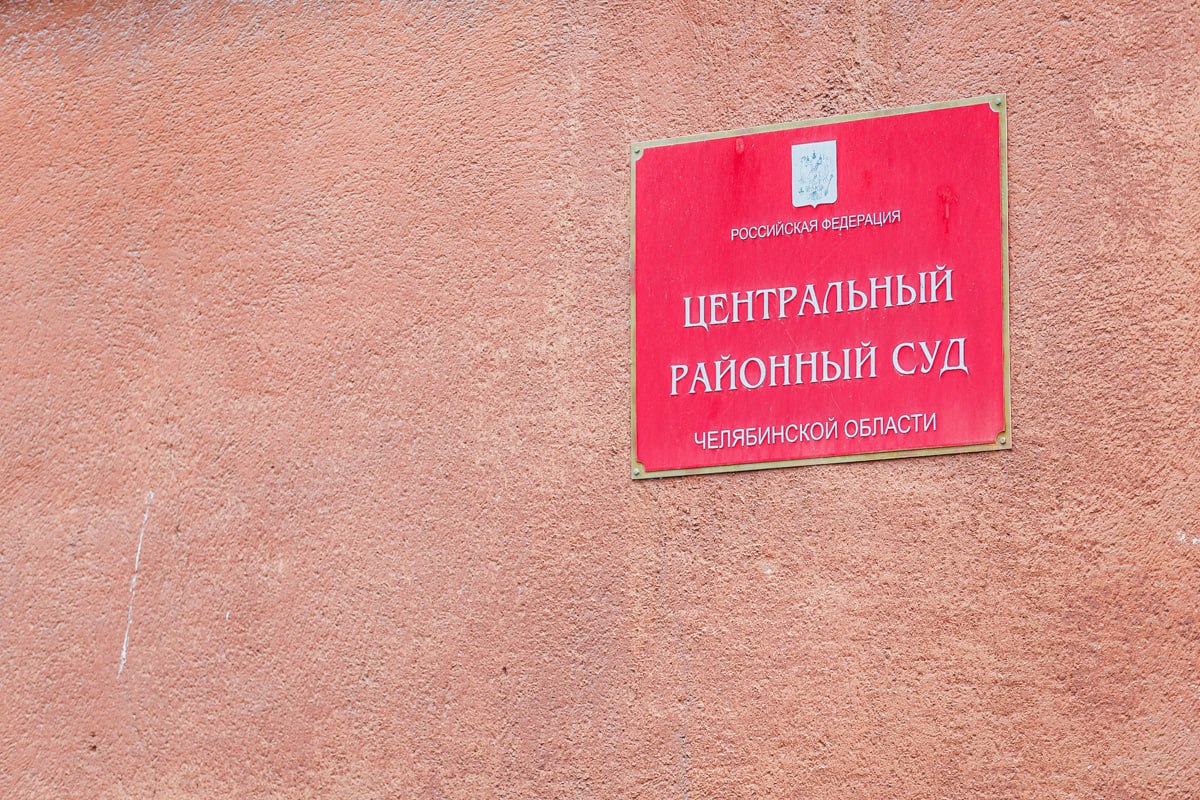 РОССИЙСКАЯ ФЕДЕРАЦИЯ
ЦЕНТРАЛЬНЫЙ
РАЙОННЫЙ СУД
ЧЕЛЯБИНСКОЙ ОБЛАСТИ